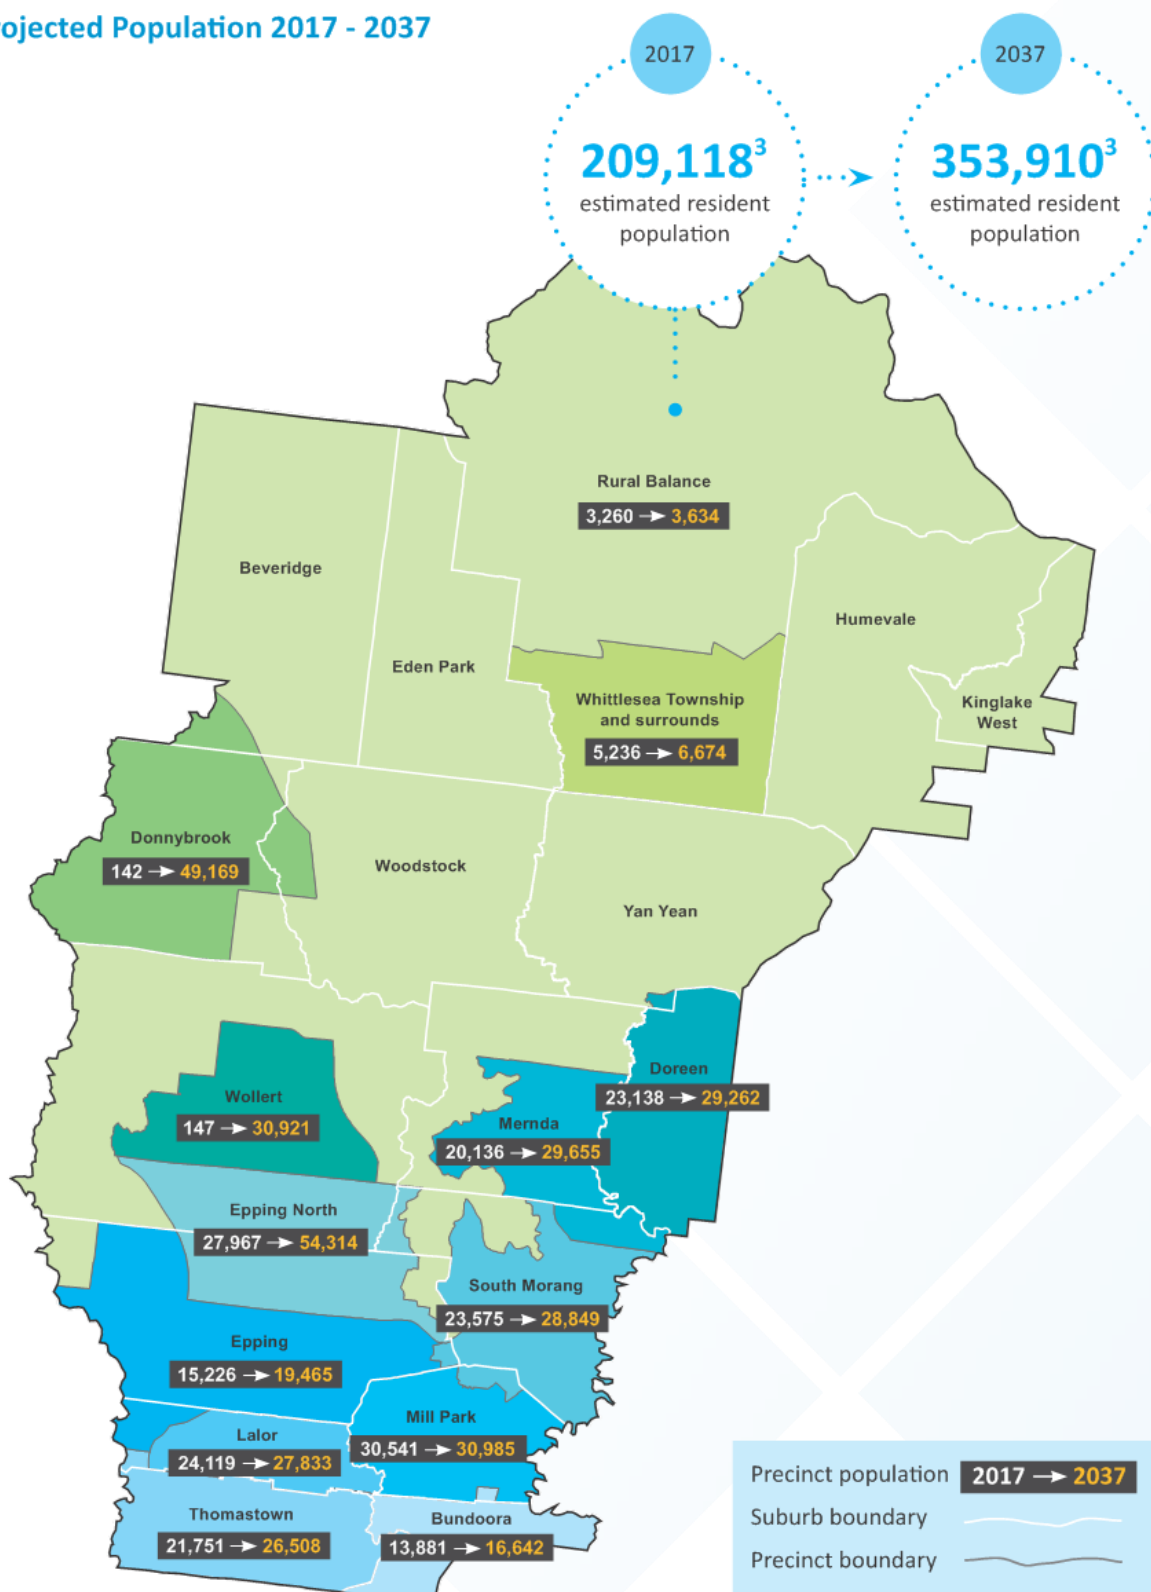 rojected Population 2017 - 2037
2017
2037
209,118³
353,910³
estimated resident
population
estimated resident
population
Rural Balance
3,260 → 3,634
Beveridge
Humevale
Eden Park
Whittlesea Township
and surrounds
5,236 → 6,674
Kinglake
West
Donnybrook
142 → 49,169
Woodstock
Yan Yean
Doreen
23,138 → 29,262
Wollert
147 → 30,921
Mernda
20,136 → 29,655
Epping North
27,967 → 54,314
South Morang
23,575 → 28,849
Epping
15,226 → 19,465
Mill Park
30,541 → 30,985
Lalor
24,119 → 27,833
Thomastown
21,751 → 26,508
Bundoora
13,881 → 16,642
Precinct population 2017 → 2037
Suburb boundary
Precinct boundary